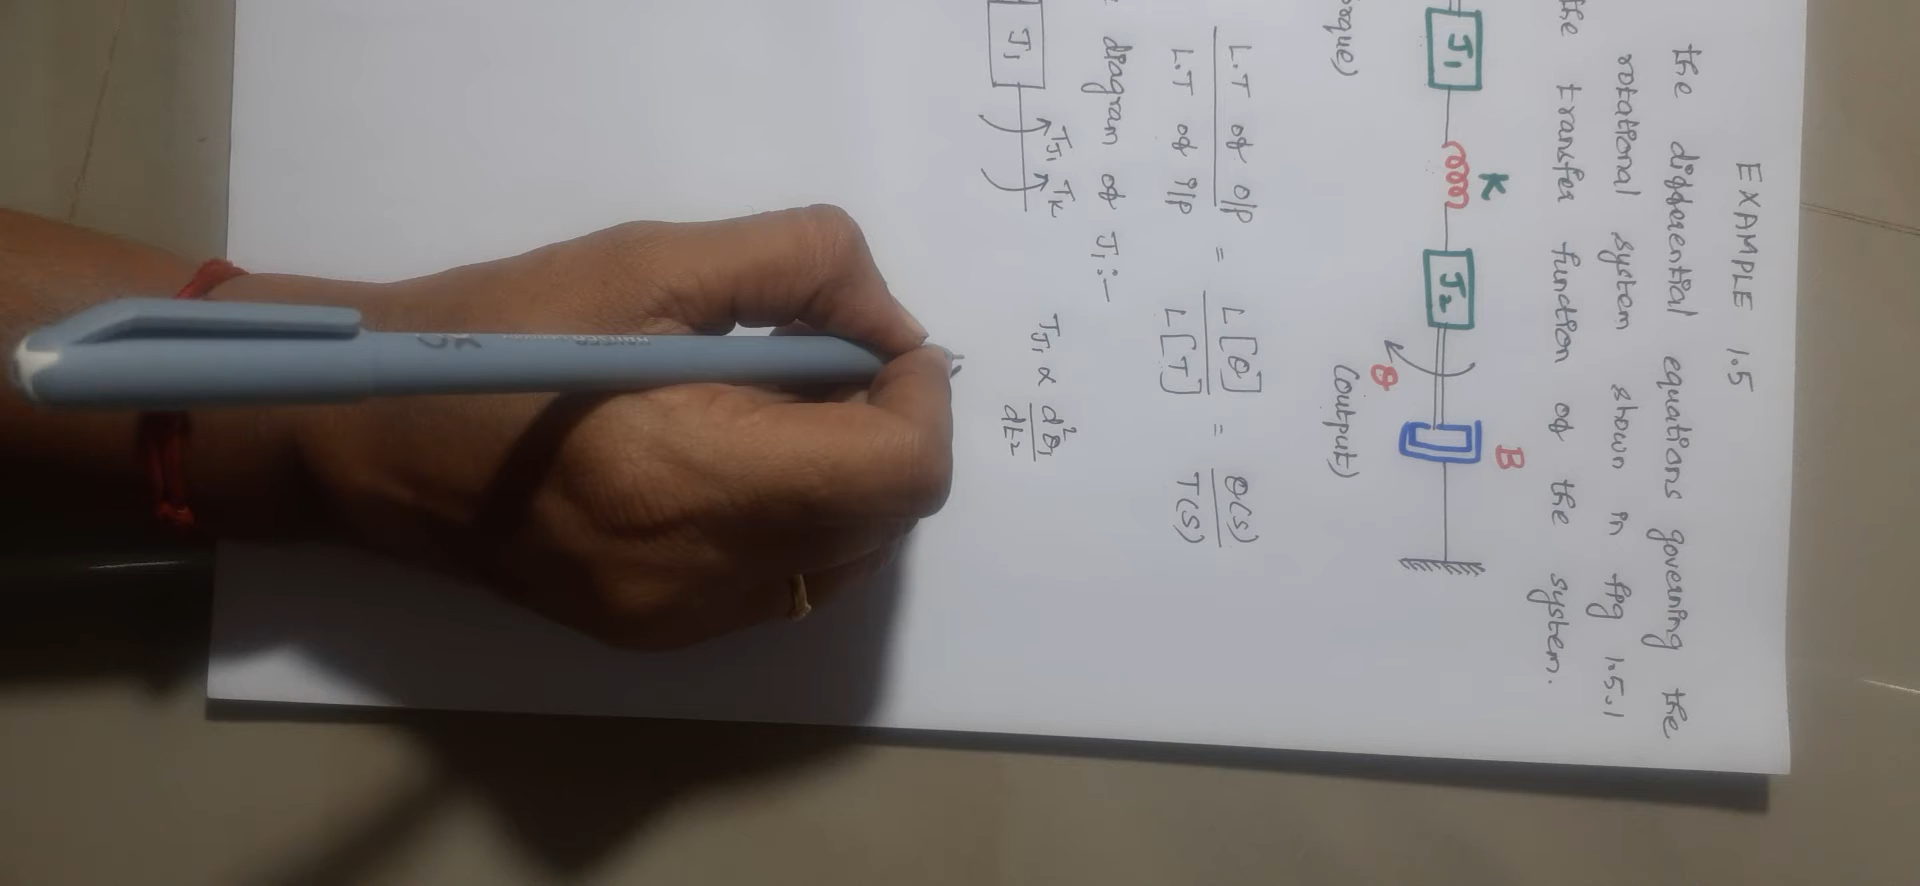 EXAMPLE 1.5
the differential equations governing the
rotational system shown in fig 1.5.1
the transfer function of the system.
K
B
J1
J2
θ
(output)
orque)
L.T of o/p = L[θ] = θ(s)
L.T of i/p L[T] T(s)
diagram of J1:-
J1
TJ1 TK
TJ1 α d²θ1
dt²